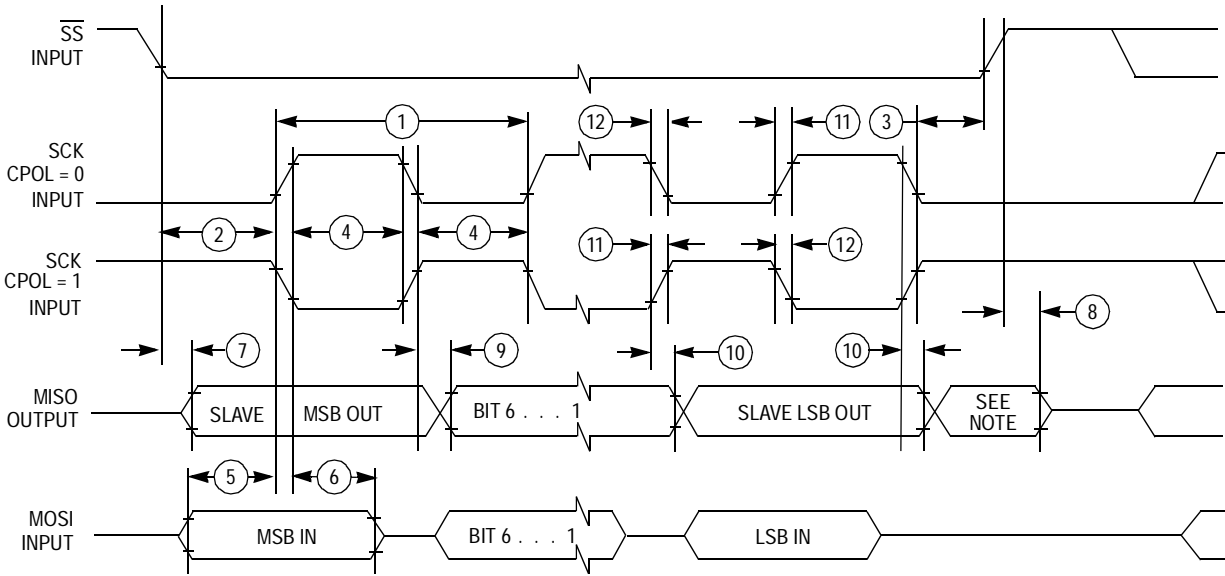 SS
INPUT
1
12
11
3
SCK
CPOL = 0
INPUT
2
4
4
SCK
CPOL = 1
INPUT
11
12
7
9
10
10
8
MISO
OUTPUT
SLAVE
MSB OUT
BIT 6 . . . 1
SLAVE LSB OUT
SEE
NOTE
5
6
MOSI
INPUT
MSB IN
BIT 6 . . . 1
LSB IN